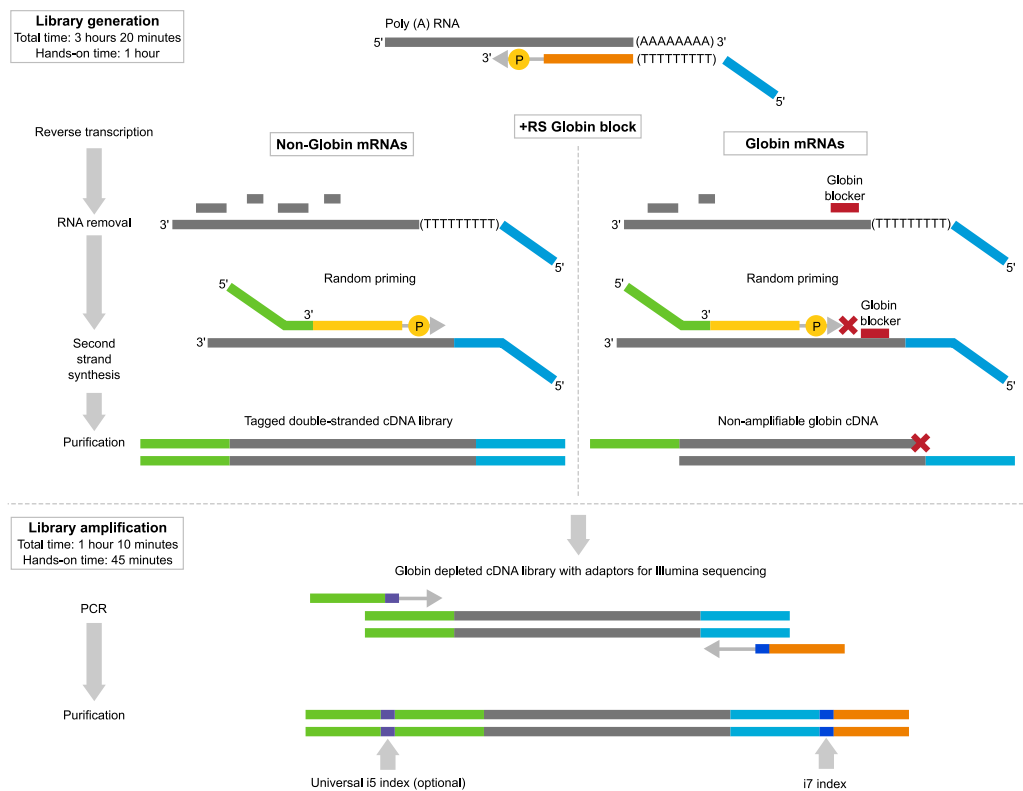 Library generation
Total time: 3 hours 20 minutes
Hands-on time: 1 hour
Poly (A) RNA
5'
(AAAAAAAA) 3'
3'
P
(TTTTTTTTT)
5'
Reverse transcription
+RS Globin block
Non-Globin mRNAs
Globin mRNAs
Globin
blocker
RNA removal
3'
(TTTTTTTTT)
5'
3'
(TTTTTTTTT)
5'
Random priming
5'
3'
P
3'
5'
Random priming
5'
3'
P
Globin
blocker
3'
5'
Second
strand
synthesis
Tagged double-stranded cDNA library
Non-amplifiable globin cDNA
Purification
Library amplification
Total time: 1 hour 10 minutes
Hands-on time: 45 minutes
Globin depleted cDNA library with adaptors for Illumina sequencing
PCR
Purification
Universal i5 index (optional)
i7 index